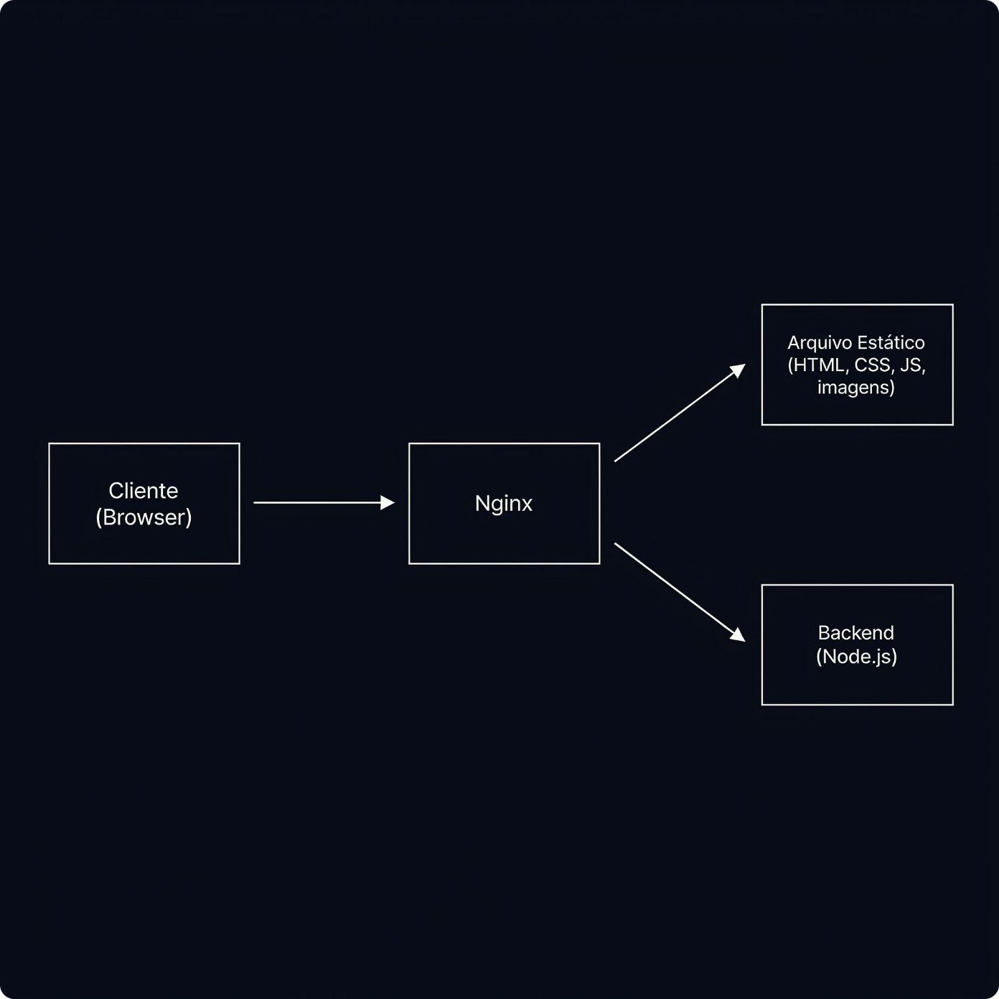 Cliente
(Browser)
Nginx
Arquivo Estático
(HTML, CSS, JS,
imagens)
Backend
(Node.js)